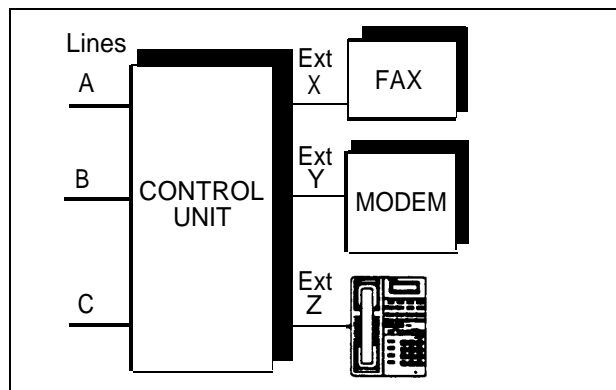 Lines
A
B
C
CONTROL
UNIT
Ext
X
FAX
Ext
Y
MODEM
Ext
Z